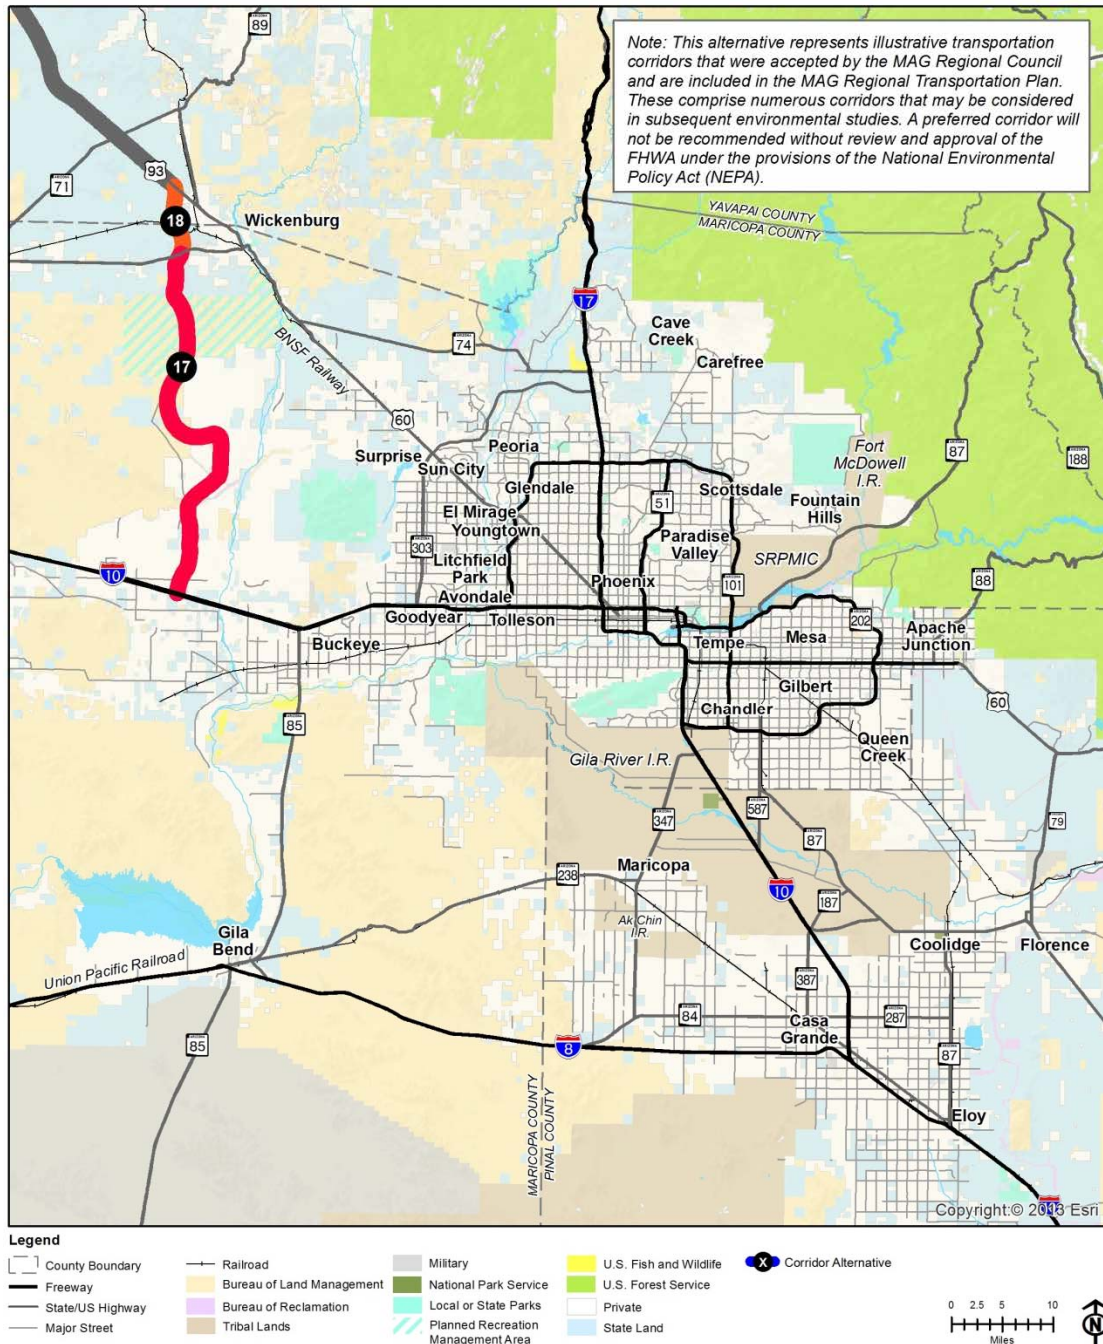 Note: This alternative represents illustrative transportation
corridors that were accepted by the MAG Regional Council
and are included in the MAG Regional Transportation Plan.
These comprise numerous corridors that may be considered
in subsequent environmental studies. A preferred corridor will
not be recommended without review and approval of the
FHWA under the provisions of the National Environmental
Policy Act (NEPA).
89
93
71
18
Wickenburg
YAVAPAI COUNTY
MARICOPA COUNTY
17
Cave
Creek
74
Carefree
17
BNSF Railway
60
Peoria
Surprise
Sun City
Glendale
Scottsdale
Fort
McDowell
I.R.
87
188
51
Fountain
Hills
El Mirage
Youngtown
Paradise
Valley
303
Litchfield
Park
SRPMIC
10
Phoenix
101
88
Avondale
Goodyear
Tolleson
202
Apache
Junction
Buckeye
Tempe
Mesa
Gilbert
60
Chandler
85
Queen
Creek
Gila River I.R.
347
587
87
79
Maricopa
238
10
187
Ak Chin
I.R.
Gila
Bend
Coolidge
Florence
Union Pacific Railroad
387
84
Casa
Grande
287
85
8
87
Eloy
MARICOPA COUNTY
PINAL COUNTY
Copyright:© 2013 Esri
Legend
County Boundary
Freeway
State/US Highway
Major Street
Railroad
Bureau of Land Management
Bureau of Reclamation
Tribal Lands
Military
National Park Service
Local or State Parks
Planned Recreation
Management Area
U.S. Fish and Wildlife
U.S. Forest Service
Private
State Land
X
Corridor Alternative
0 2.5 5 10
Miles
N